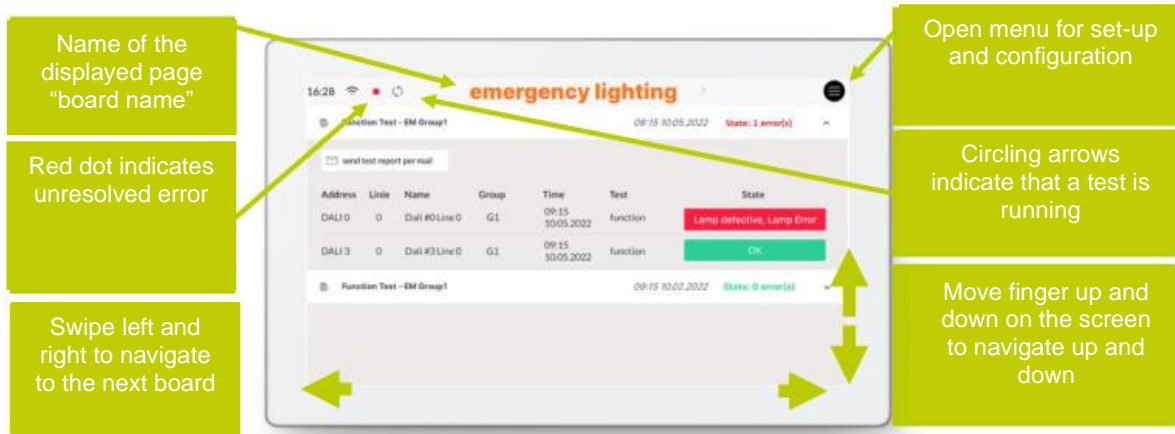 Name of the
displayed page
“board name”
Red dot indicates
unresolved error
Swipe left and
right to navigate
to the next board
16:28
emergency lighting
Function Test - EM Group1 09:15 10.05.2022 State: 1 error(s)
send test report per mail
Address Linie Name Group Time Test State
DALI 0 0 Dali #0 Line 0 G1 09:15 10.05.2022 function Lamp defective, Lamp Error
DALI 3 0 Dali #3 Line 0 G1 09:15 10.05.2022 function OK
Function Test - EM Group1 09:15 10.02.2022 State: 0 error(s)
Open menu for set-up
and configuration
Circling arrows
indicate that a test is
running
Move finger up and
down on the screen
to navigate up and
down